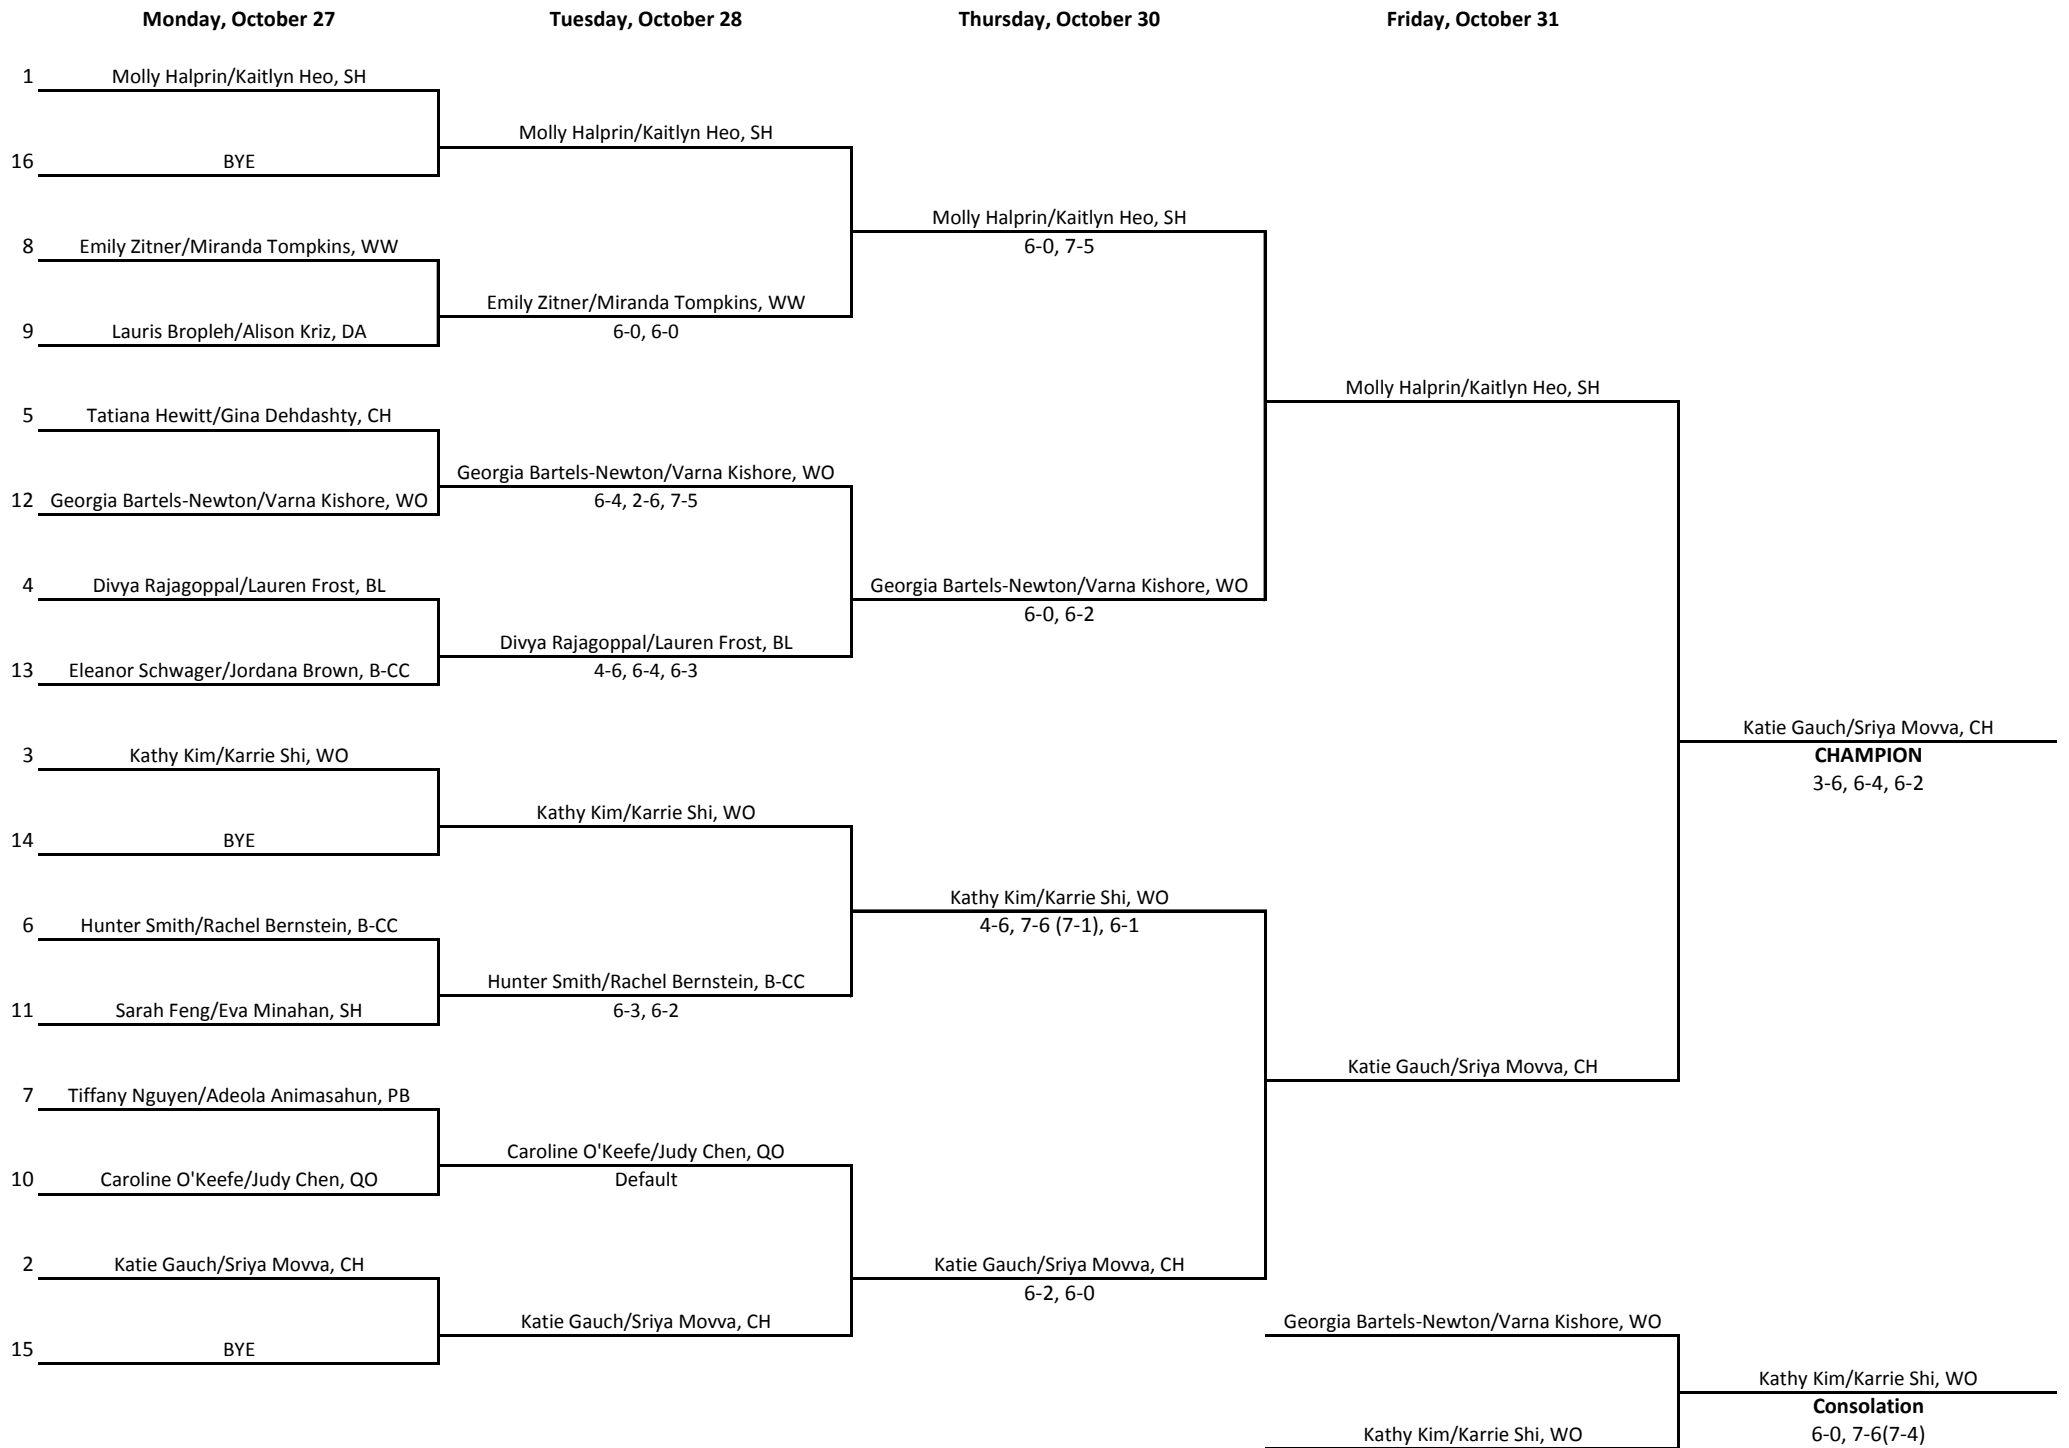 Monday, October 27
Tuesday, October 28
Thursday, October 30
Friday, October 31
1 Molly Halprin/Kaitlyn Heo, SH
Molly Halprin/Kaitlyn Heo, SH
16 BYE
Molly Halprin/Kaitlyn Heo, SH
6-0, 7-5
8 Emily Zitner/Miranda Tompkins, WW
Emily Zitner/Miranda Tompkins, WW
6-0, 6-0
9 Lauris Bropleh/Alison Kriz, DA
Molly Halprin/Kaitlyn Heo, SH
5 Tatiana Hewitt/Gina Dehdashty, CH
Georgia Bartels-Newton/Varna Kishore, WO
6-4, 2-6, 7-5
12 Georgia Bartels-Newton/Varna Kishore, WO
Georgia Bartels-Newton/Varna Kishore, WO
6-0, 6-2
4 Divya Rajagoppal/Lauren Frost, BL
Divya Rajagoppal/Lauren Frost, BL
4-6, 6-4, 6-3
13 Eleanor Schwager/Jordana Brown, B-CC
Katie Gauch/Sriya Movva, CH
CHAMPION
3-6, 6-4, 6-2
3 Kathy Kim/Karrie Shi, WO
Kathy Kim/Karrie Shi, WO
14 BYE
Kathy Kim/Karrie Shi, WO
4-6, 7-6 (7-1), 6-1
6 Hunter Smith/Rachel Bernstein, B-CC
Hunter Smith/Rachel Bernstein, B-CC
6-3, 6-2
11 Sarah Feng/Eva Minahan, SH
Katie Gauch/Sriya Movva, CH
7 Tiffany Nguyen/Adeola Animasahun, PB
Caroline O'Keefe/Judy Chen, QO
Default
10 Caroline O'Keefe/Judy Chen, QO
Katie Gauch/Sriya Movva, CH
6-2, 6-0
2 Katie Gauch/Sriya Movva, CH
Katie Gauch/Sriya Movva, CH
15 BYE
Georgia Bartels-Newton/Varna Kishore, WO
Kathy Kim/Karrie Shi, WO
Consolation
6-0, 7-6(7-4)
Kathy Kim/Karrie Shi, WO